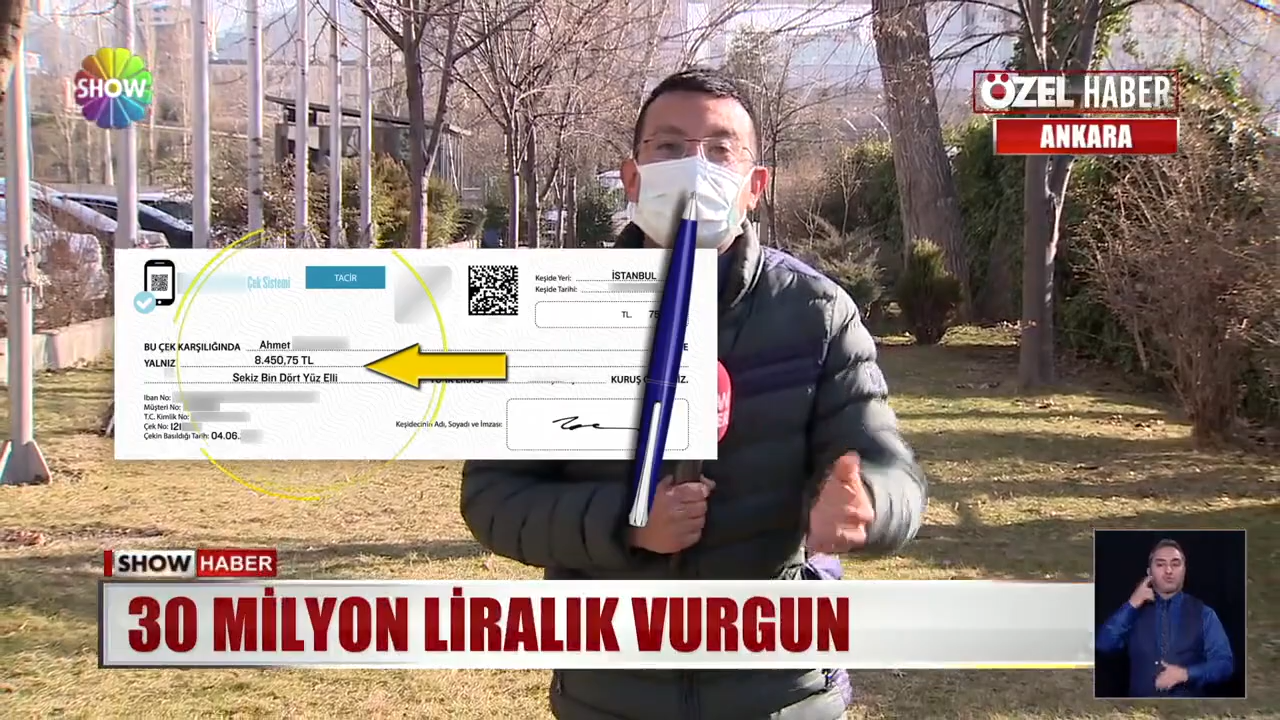 SHOW
ÖZEL HABER
ANKARA
Çek Sistemi
TACİR
Keşide Yeri: İSTANBUL
Keşide Tarihi:
TL. 75
BU ÇEK KARŞILIĞINDA Ahmet
YALNIZ 8.450,75 TL
Sekiz Bin Dört Yüz Elli
KURUŞ
Iban No:
Müşteri No:
T.C. Kimlik No:
Çek No: 121
Çekin Basıldığı Tarih: 04.06.
Keşidecinin Adı, Soyadı ve İmzası:
SHOW HABER
30 MİLYON LİRALIK VURGUN